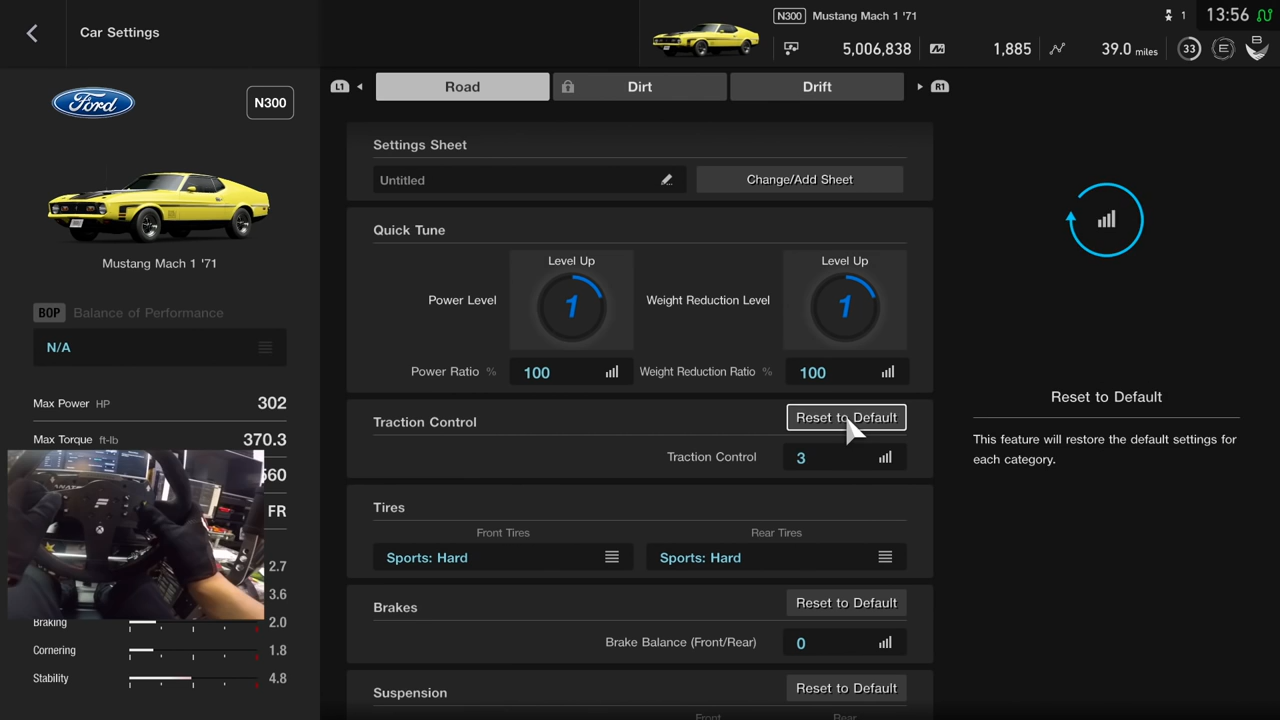 Car Settings
N300 Mustang Mach 1 '71
1 13:56
5,006,838 1,885 39.0 miles 33 E B
Ford N300
Mustang Mach 1 '71
BOP Balance of Performance
N/A
Max Power HP 302
Max Torque ft-lb 370.3
60
FR
2.7
3.6
Braking 2.0
Cornering 1.8
Stability 4.8
L1 Road Dirt Drift R1
Settings Sheet
Untitled Change/Add Sheet
Quick Tune
Level Up Level Up
Power Level 1 Weight Reduction Level 1
Power Ratio % 100 Weight Reduction Ratio % 100
Traction Control Reset to Default
Traction Control 3
Tires
Front Tires Rear Tires
Sports: Hard Sports: Hard
Brakes Reset to Default
Brake Balance (Front/Rear) 0
Suspension Reset to Default
Front Rear
Reset to Default
This feature will restore the default settings for
each category.